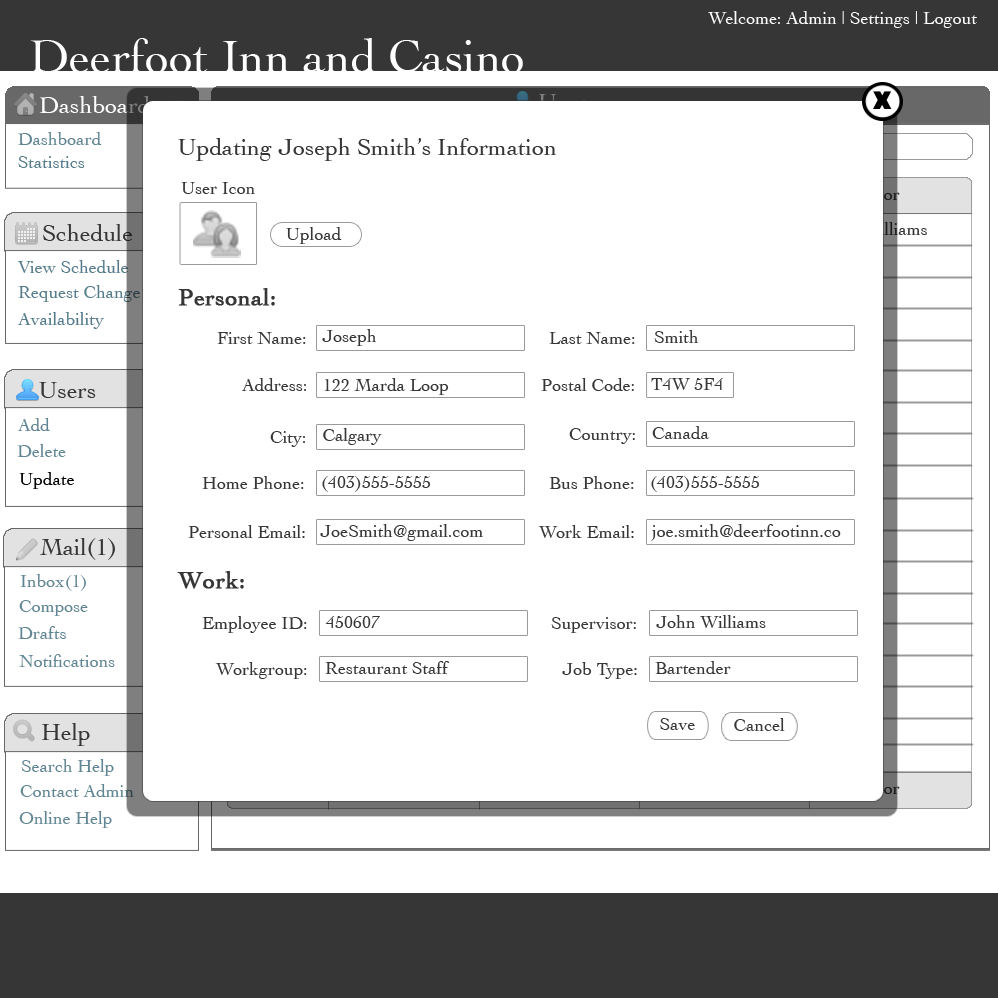 Welcome: Admin | Settings | Logout
Deerfoot Inn and Casino
Dashboard
Dashboard
Statistics
Schedule
View Schedule
Request Change
Availability
Users
Add
Delete
Update
Mail(1)
Inbox(1)
Compose
Drafts
Notifications
Help
Search Help
Contact Admin
Online Help
X
Updating Joseph Smith's Information
User Icon
Upload
Personal:
First Name: Joseph Last Name: Smith
Address: 122 Marda Loop Postal Code: T4W 5F4
City: Calgary Country: Canada
Home Phone: (403)555-5555 Bus Phone: (403)555-5555
Personal Email: JoeSmith@gmail.com Work Email: joe.smith@deerfootinn.co
Work:
Employee ID: 450607 Supervisor: John Williams
Workgroup: Restaurant Staff Job Type: Bartender
Save Cancel
or
lliams
or